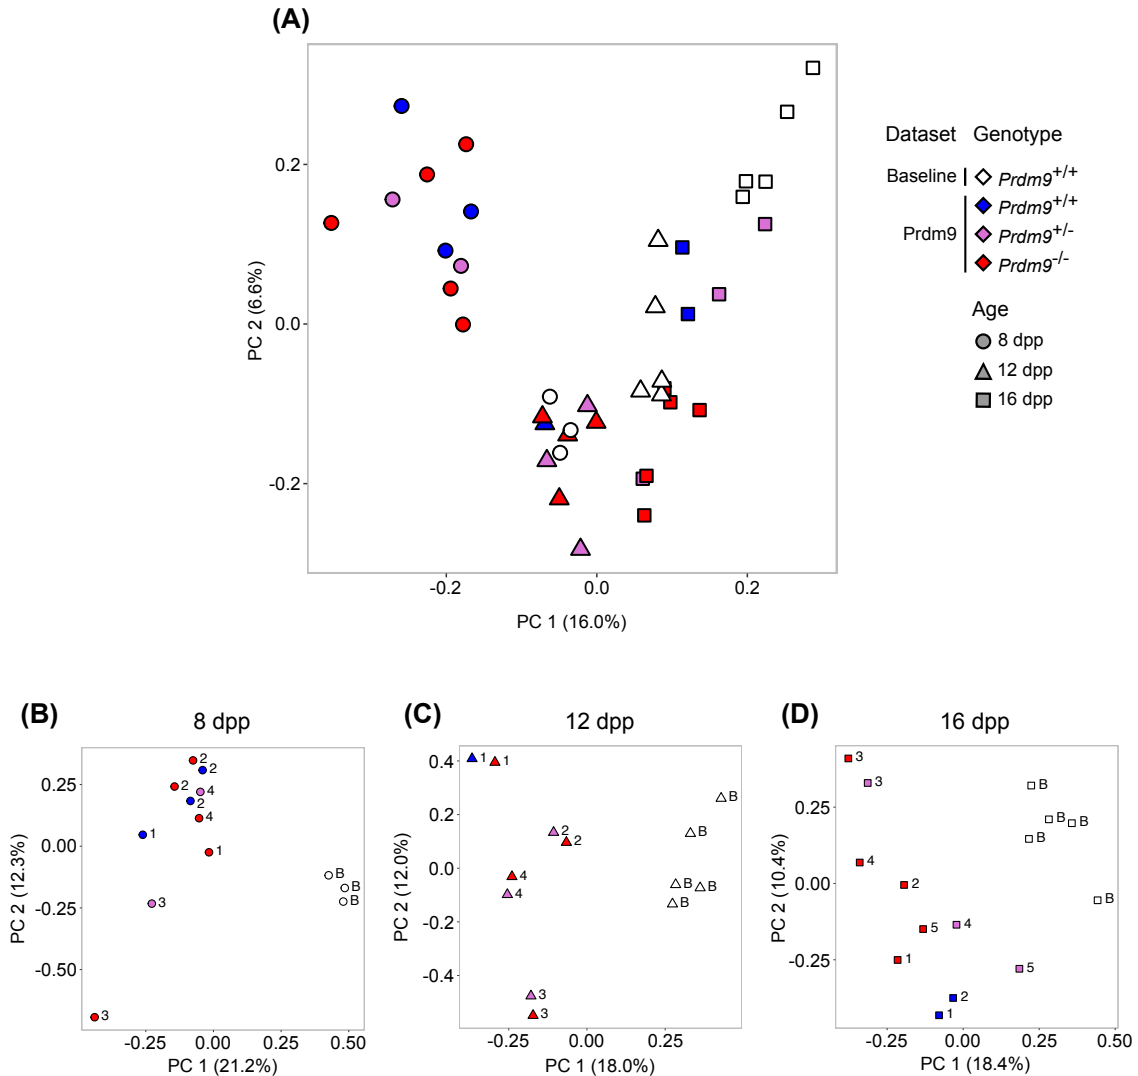 (A)
0.2
0.0
-0.2
PC 2 (6.6%)
-0.2 0.0 0.2
PC 1 (16.0%)
Dataset Genotype
Baseline Prdm9+/+
Prdm9+/+
Prdm9 Prdm9+/-
Prdm9-/-
Age
8 dpp
12 dpp
16 dpp
(B) 8 dpp
0.25
0.00
-0.25
-0.50
PC 2 (12.3%)
2
2
2
4
2
4
1
1
B
B
B
3
3
-0.25 0.00 0.25 0.50
PC 1 (21.2%)
(C) 12 dpp
0.4
0.2
0.0
-0.2
-0.4
PC 2 (12.0%)
1 1
B
2 B
2
4
B B
4
B
3
3
-0.25 0.00 0.25
PC 1 (18.0%)
(D) 16 dpp
0.25
0.00
-0.25
PC 2 (10.4%)
3
3 B
B B
B
4
2
B
5 4
1
5
2
1
-0.25 0.00 0.25 0.50
PC 1 (18.4%)